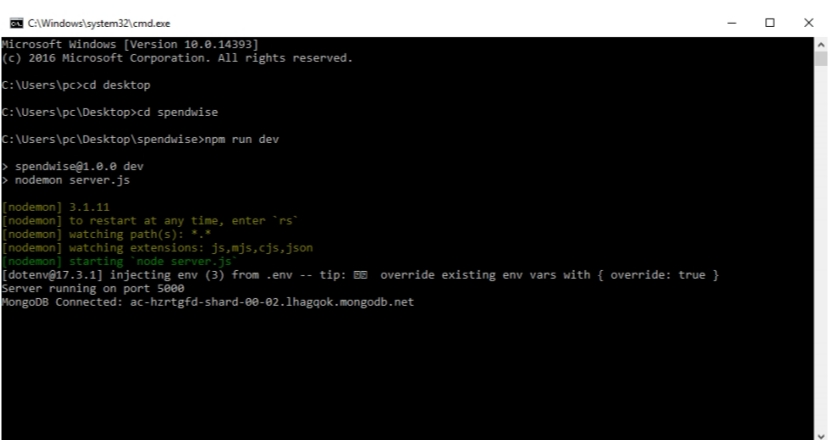 C:\Windows\system32\cmd.exe
Microsoft Windows [Version 10.0.14393]
(c) 2016 Microsoft Corporation. All rights reserved.
C:\Users\pc>cd desktop
C:\Users\pc\Desktop>cd spendwise
C:\Users\pc\Desktop\spendwise>npm run dev
> spendwise@1.0.0 dev
> nodemon server.js
[nodemon] 3.1.11
[nodemon] to restart at any time, enter `rs`
[nodemon] watching path(s): *.*
[nodemon] watching extensions: js,mjs,cjs,json
[nodemon] starting `node server.js`
[dotenv@17.3.1] injecting env (3) from .env -- tip: override existing env vars with { override: true }
Server running on port 5000
MongoDB Connected: ac-hzrtgfd-shard-00-02.lhagqok.mongodb.net